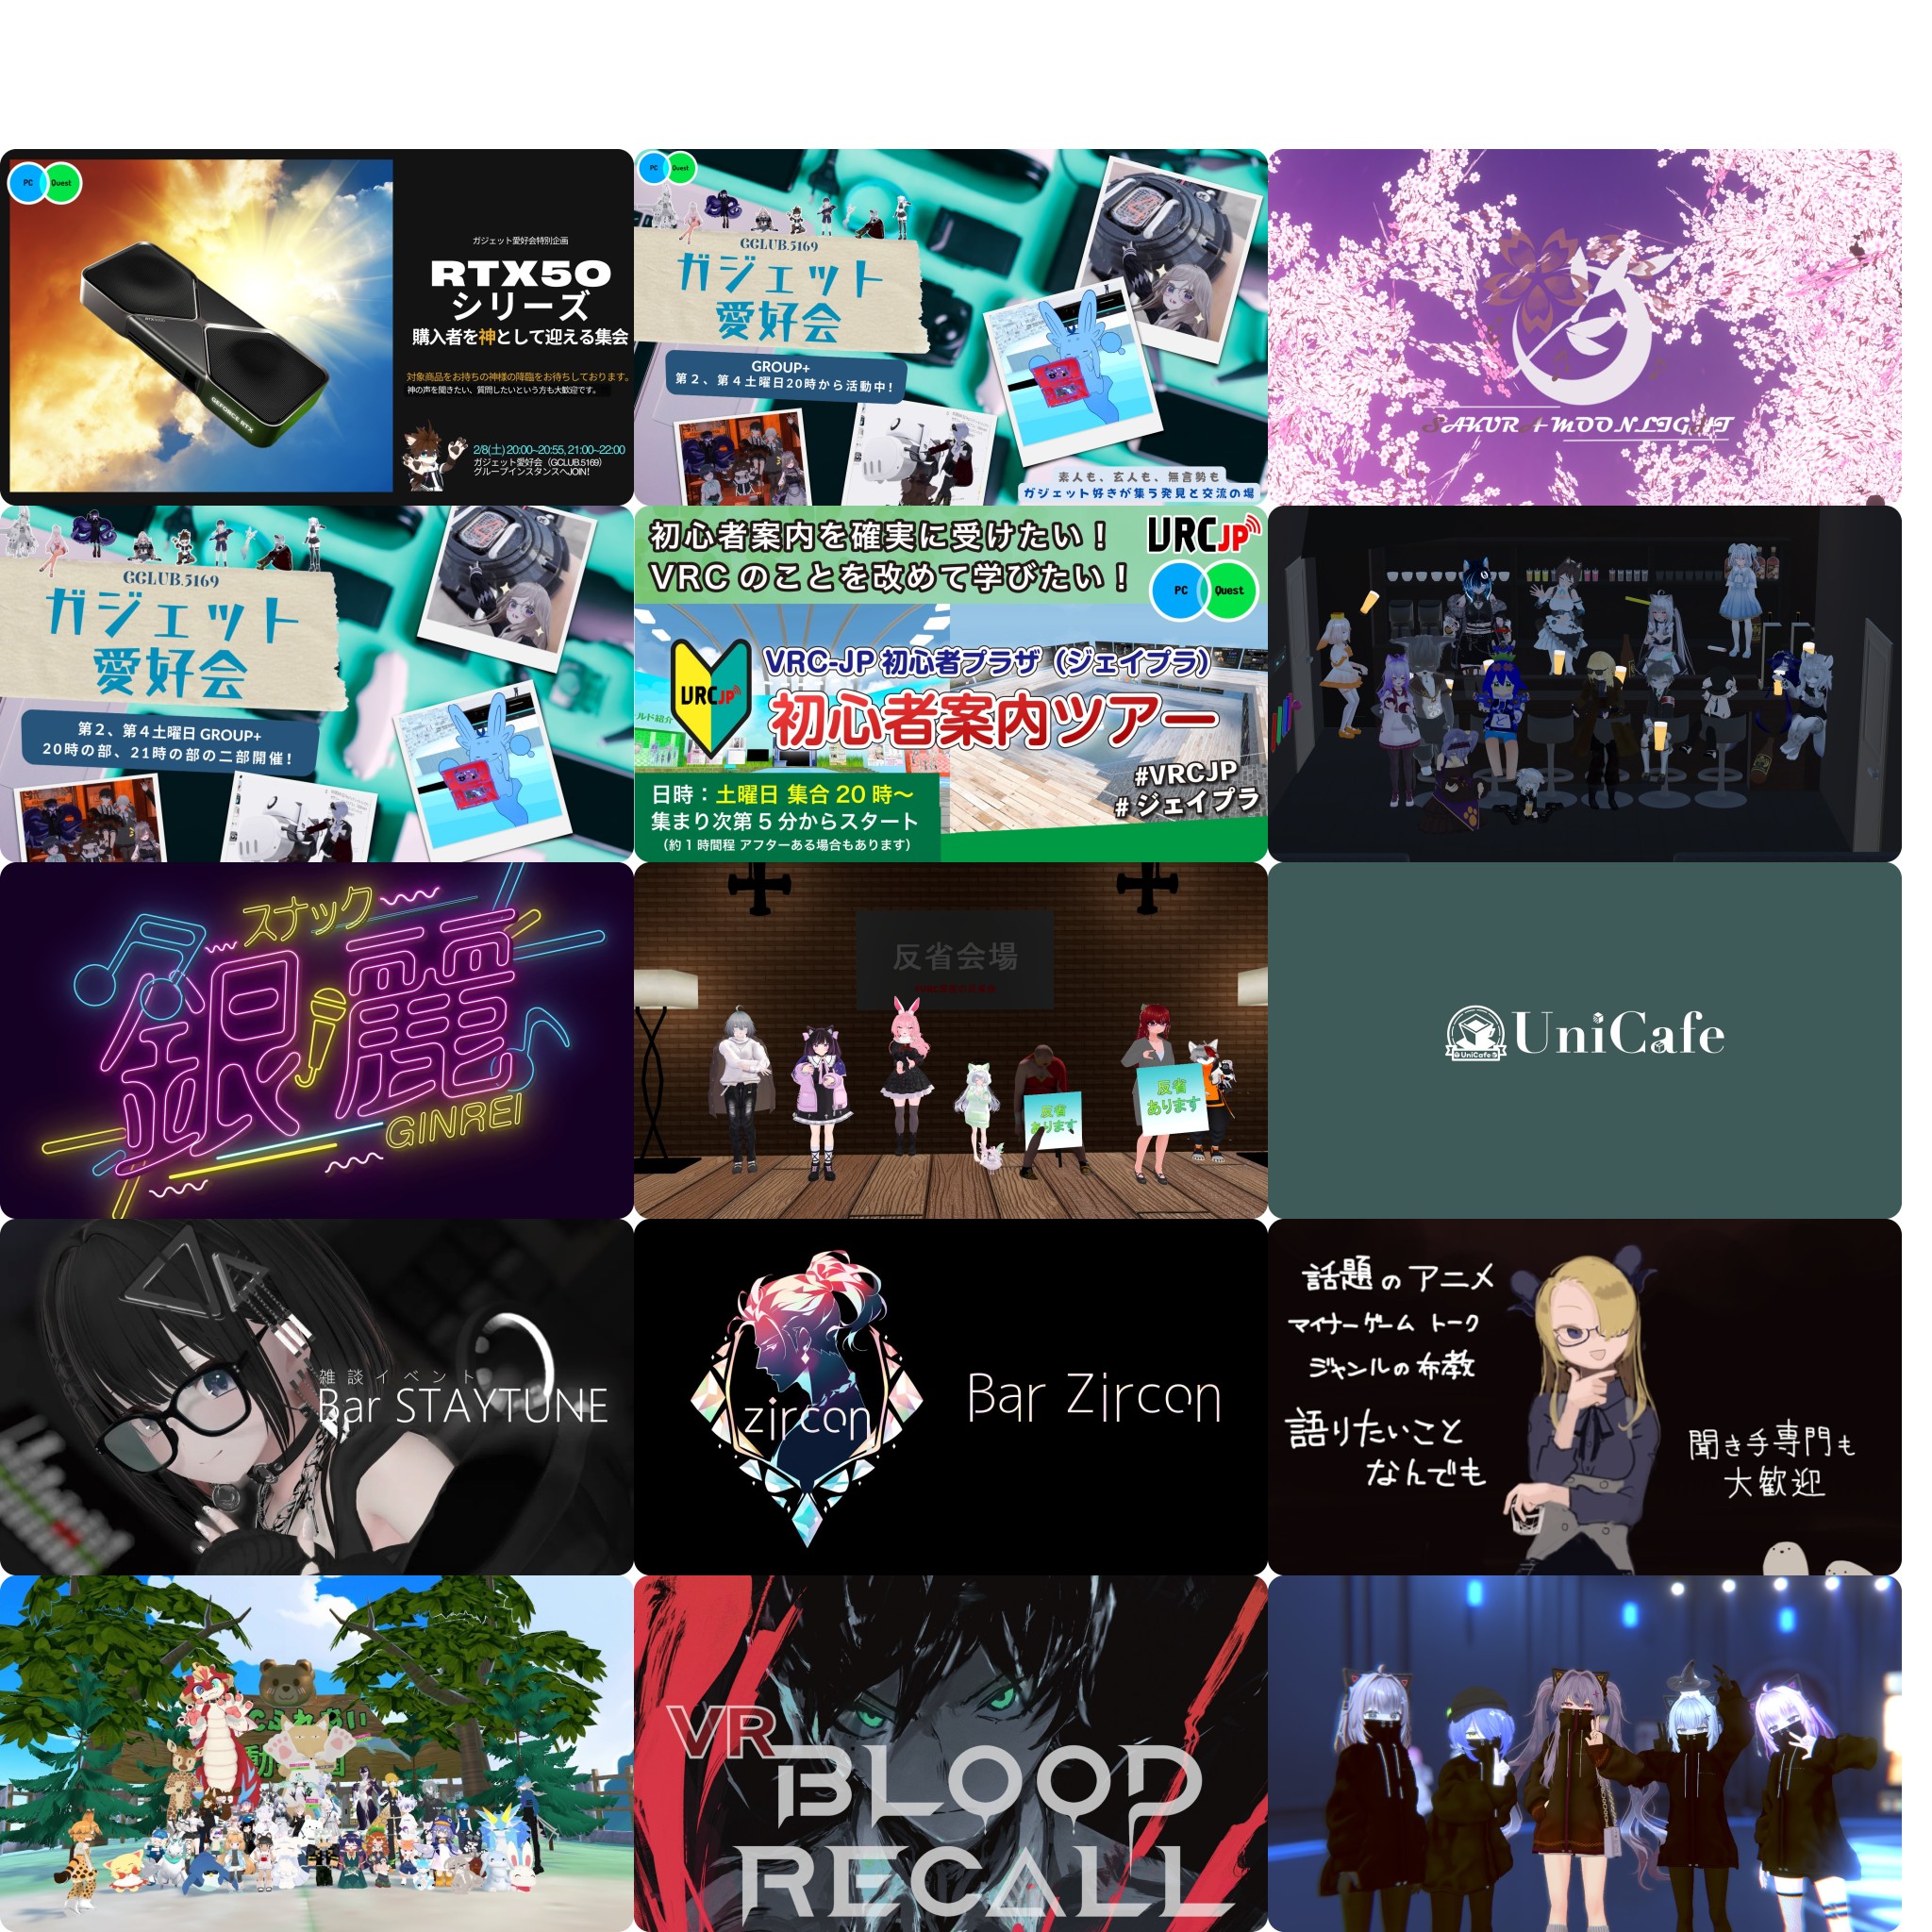 PC Quest
ガジェット愛好会特別企画
RTX50
シリーズ
購入者を神として迎える集会
対象商品をお持ちの神様の降臨をお待ちしております。
神の声を聞きたい、質問したいという方も大歓迎です。
GEFORCE RTX
2/8(土) 20:00~20:55, 21:00~22:00
ガジェット愛好会（GCLUB.5169）
グループインスタンスへJOIN!
PC Quest
GCLUB.5169
ガジェット
愛好会
GROUP+
第２、第４土曜日20時から活動中!
素人も、玄人も、無言勢も
ガジェット好きが集う発見と交流の場
SAKURA MOONLIGHT
GCLUB.5169
ガジェット
愛好会
第２、第４土曜日 GROUP+
20時の部、21時の部の二部開催!
初心者案内を確実に受けたい！
VRC のことを改めて学びたい！
VRCJP
PC Quest
VRC-JP 初心者プラザ（ジェイプラ）
VRCJP
初心者案内ツアー
#VRCJP
#ジェイプラ
日時：土曜日 集合 20 時～
集まり次第 5 分からスタート
（約 1 時間程 アフターある場合もあります）
スナック
銀麗
GINREI
反省会場
反省
あります
反省
あります
UniCafe
UniCafe
雑談イベント
Bar STAYTUNE
zircon
Bar Zircon
話題のアニメ
マイナーゲーム トーク
ジャンルの布教
語りたいこと
なんでも
聞き手専門も
大歓迎
VR
BLOOD
RECALL